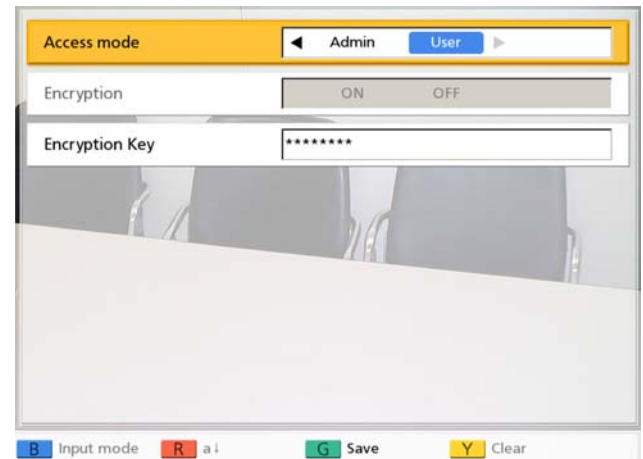 Access mode ◀ Admin User ▶
Encryption ON OFF
Encryption Key ********
B Input mode R a↓ G Save Y Clear